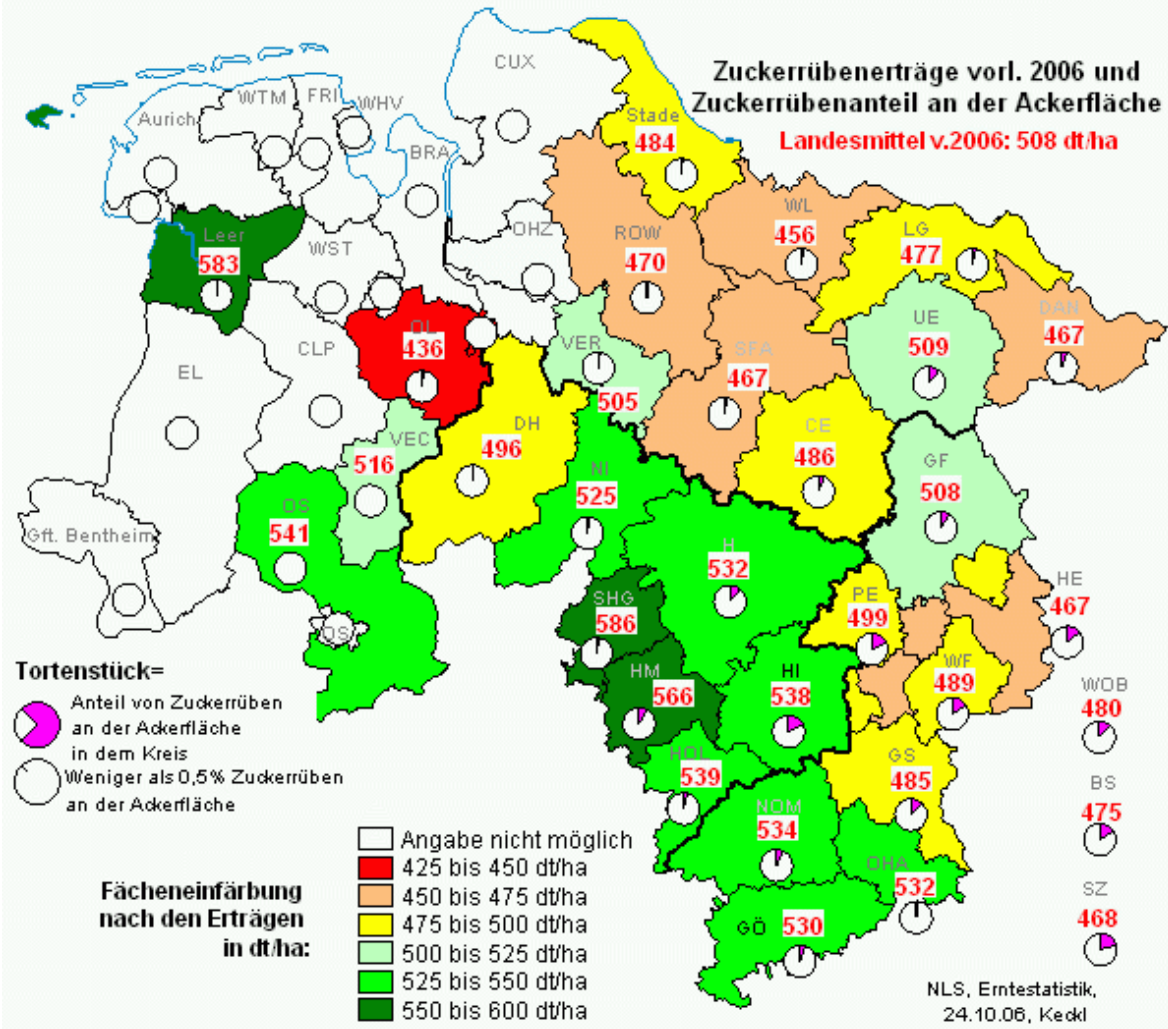 Zuckerrübenerträge vorl. 2006 und
Zuckerrübenanteil an der Ackerfläche
Landesmittel v.2006: 508 dt/ha
CUX
WTM
FRI
WHV
Aurich
BRA
Stade
484
OHZ
ROW
470
WL
456
LG
477
DAN
467
Leer
583
WST
OL
436
VER
505
SFA
467
UE
509
EL
CLP
VEC
516
DH
496
NI
525
CE
486
GF
508
OS
541
Gft. Bentheim
OS
H
532
PE
499
HE
467
SHG
586
HM
566
HI
538
WF
489
WOB
480
HOL
539
GS
485
BS
475
NOM
534
OHA
532
SZ
468
GÖ 530
Tortenstück=
Anteil von Zuckerrüben
an der Ackerfläche
in dem Kreis
Weniger als 0,5% Zuckerrüben
an der Ackerfläche
Fächeneinfärbung
nach den Erträgen
in dt/ha:
Angabe nicht möglich
425 bis 450 dt/ha
450 bis 475 dt/ha
475 bis 500 dt/ha
500 bis 525 dt/ha
525 bis 550 dt/ha
550 bis 600 dt/ha
NLS, Erntestatistik,
24.10.06, Keckl